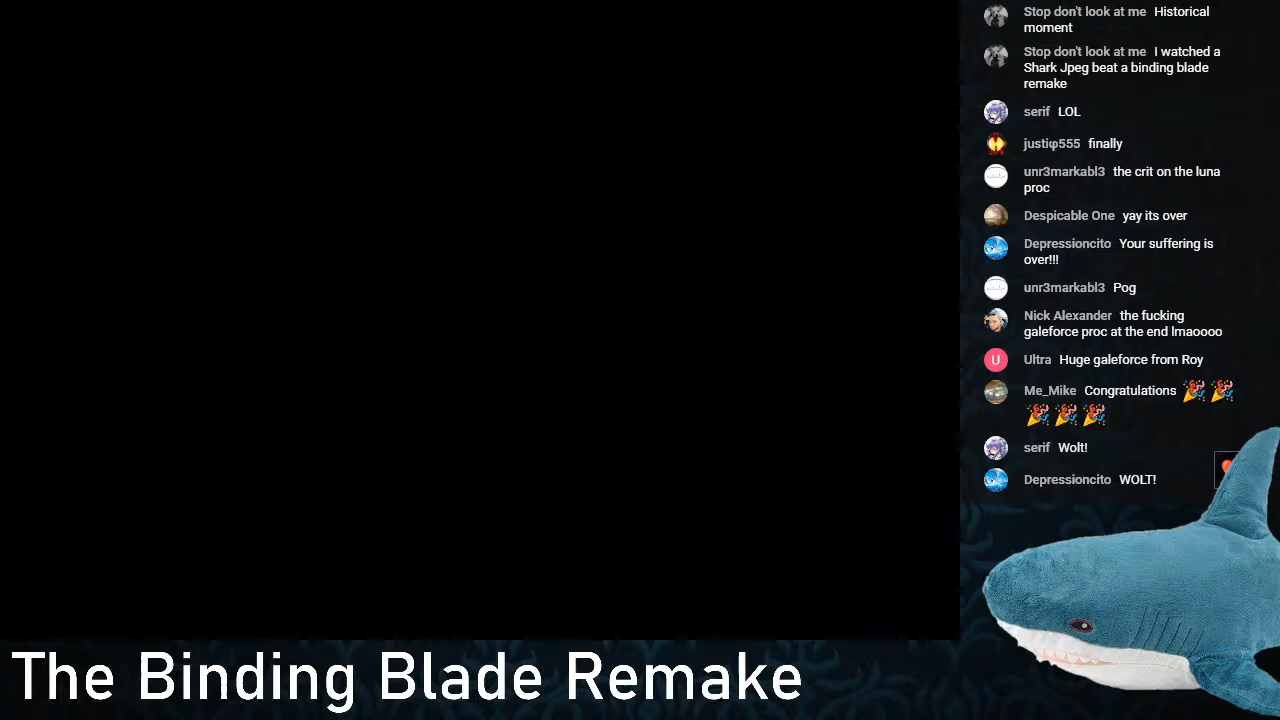 Stop don't look at me Historical
moment
Stop don't look at me I watched a
Shark Jpeg beat a binding blade
remake
serif LOL
justiφ555 finally
unr3markabl3 the crit on the luna
proc
Despicable One yay its over
Depressioncito Your suffering is
over!!!
unr3markabl3 Pog
Nick Alexander the fucking
galeforce proc at the end lmaoooo
U Ultra Huge galeforce from Roy
Me_Mike Congratulations 🎉🎉
🎉🎉🎉
serif Wolt!
Depressioncito WOLT!
The Binding Blade Remake